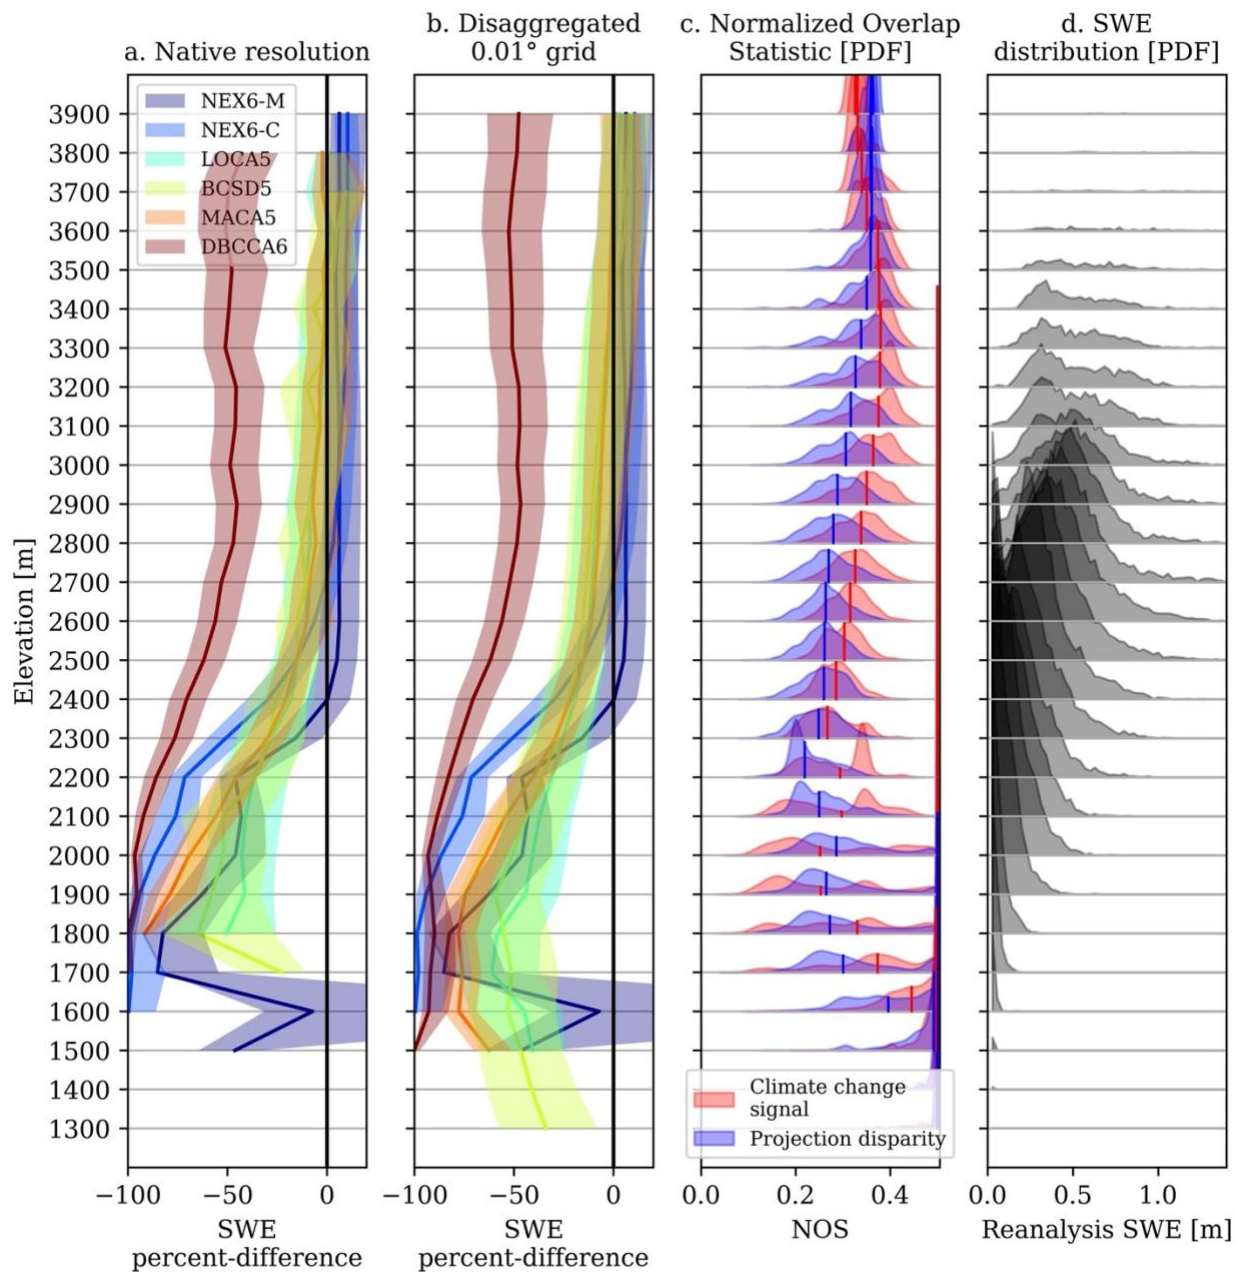 a. Native resolution
b. Disaggregated
0.01° grid
c. Normalized Overlap
Statistic [PDF]
d. SWE
distribution [PDF]
NEX6-M
NEX6-C
LOCA5
BCSD5
MACA5
DBCCA6
Elevation [m]
3900
3800
3700
3600
3500
3400
3300
3200
3100
3000
2900
2800
2700
2600
2500
2400
2300
2200
2100
2000
1900
1800
1700
1600
1500
1400
1300
Climate change
signal
Projection disparity
−100
−50
0
−100
−50
0
0.0
0.2
0.4
0.0
0.5
1.0
SWE
percent-difference
SWE
percent-difference
NOS
Reanalysis SWE [m]